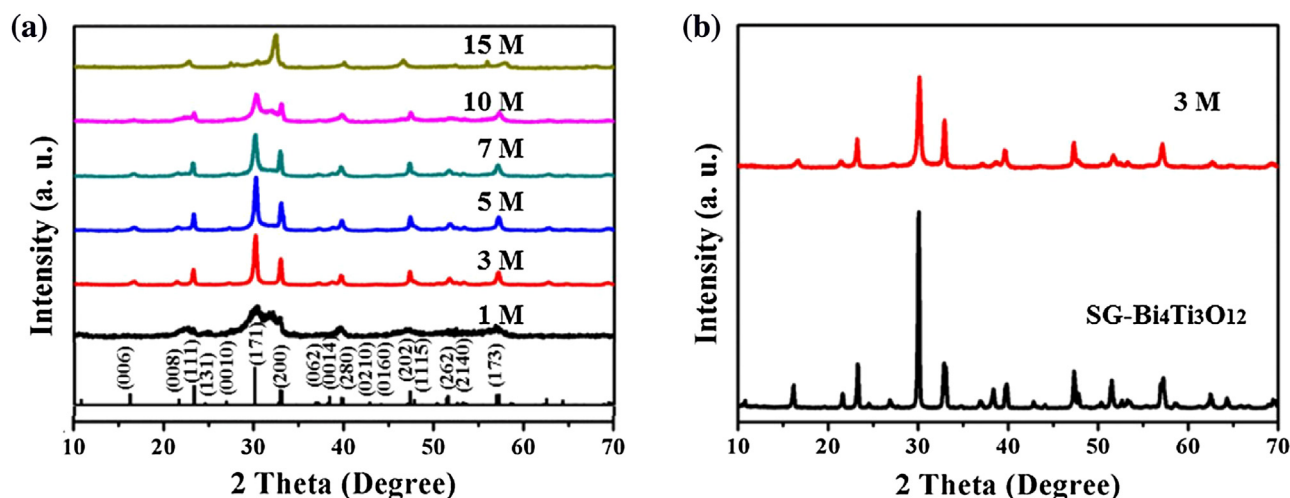 (a)
15 M
10 M
7 M
5 M
3 M
1 M
(006)
(008)
(111)
(131)
(0010)
(171)
(200)
(062)
(0014)
(280)
(0210)
(0160)
(202)
(1115)
(262)
(2140)
(173)
Intensity (a. u.)
10 20 30 40 50 60 70
2 Theta (Degree)
(b)
3 M
SG-Bi4Ti3O12
Intensity (a. u.)
10 20 30 40 50 60 70
2 Theta (Degree)